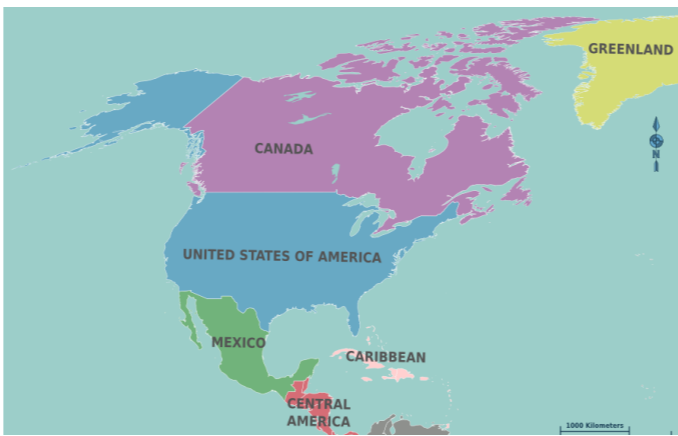 GREENLAND
CANADA
N
UNITED STATES OF AMERICA
MEXICO
CARIBBEAN
CENTRAL
AMERICA
1000 Kilometers